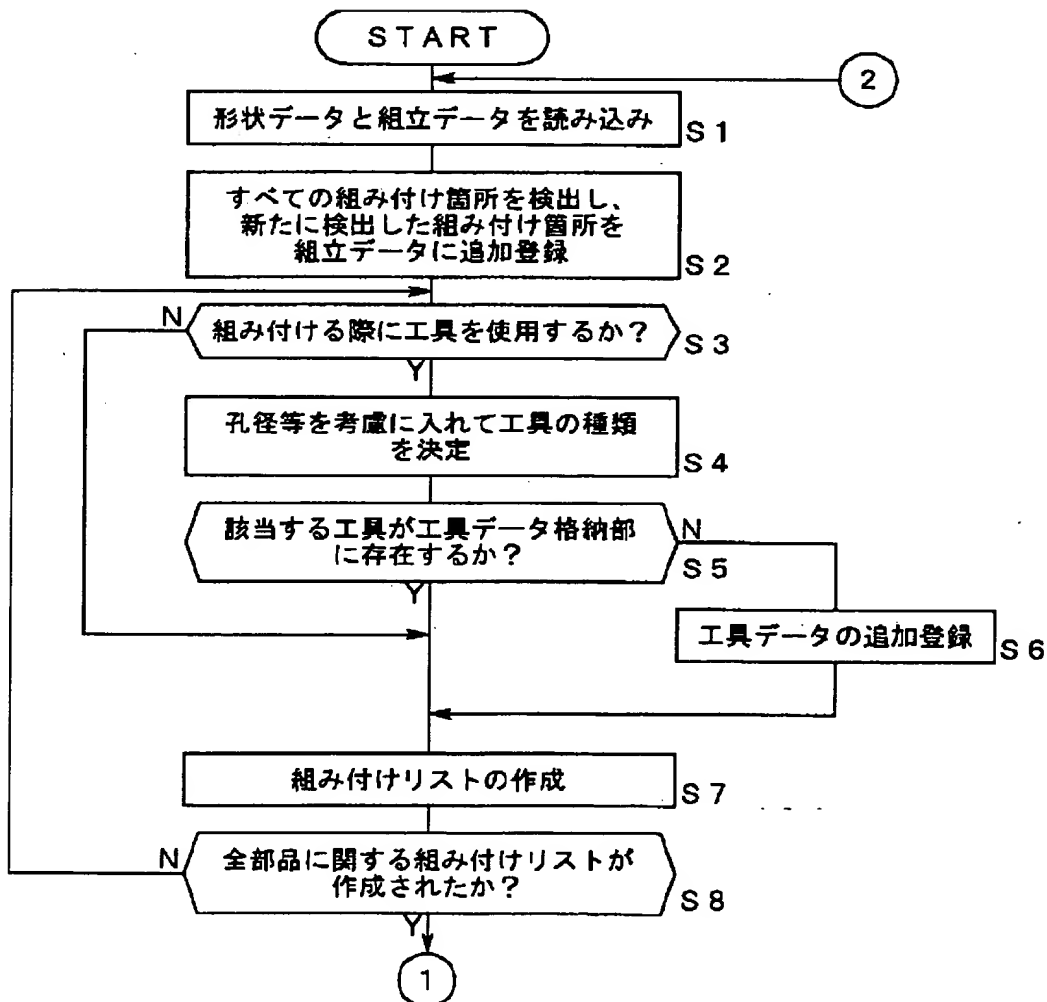 START
2
形状データと組立データを読み込み
S1
すべての組み付け箇所を検出し、
新たに検出した組み付け箇所を
組立データに追加登録
S2
N
組み付ける際に工具を使用するか?
S3
Y
孔径等を考慮に入れて工具の種類
を決定
S4
該当する工具が工具データ格納部
に存在するか?
N
S5
Y
工具データの追加登録
S6
組み付けリストの作成
S7
N
全部品に関する組み付けリストが
作成されたか?
S8
Y
1